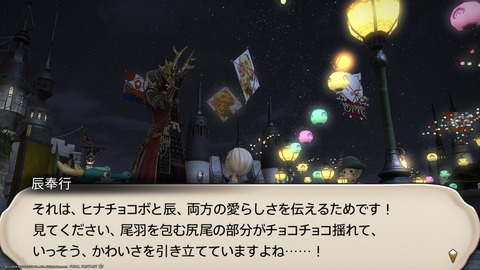 辰奉行
それは、ヒナチョコボと辰、両方の愛らしさを伝えるためです！
見てください、尾羽を包む尻尾の部分がチョコチョコ揺れて、
いっそう、かわいさを引き立てていますよね……！